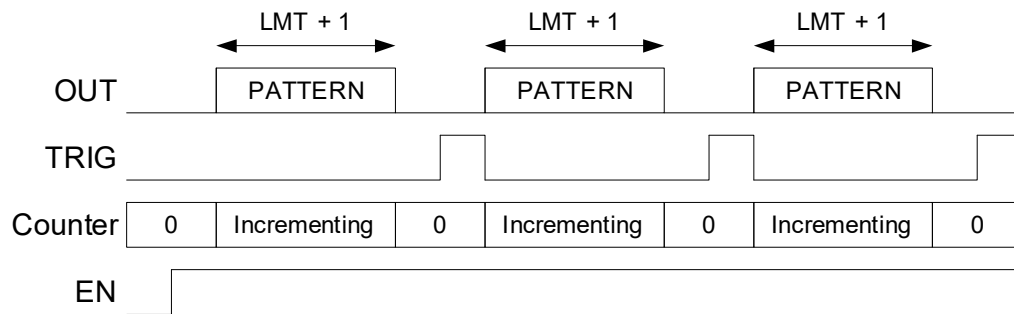 LMT + 1 LMT + 1 LMT + 1
OUT PATTERN PATTERN PATTERN
TRIG
Counter 0 Incrementing 0 Incrementing 0 Incrementing 0
EN